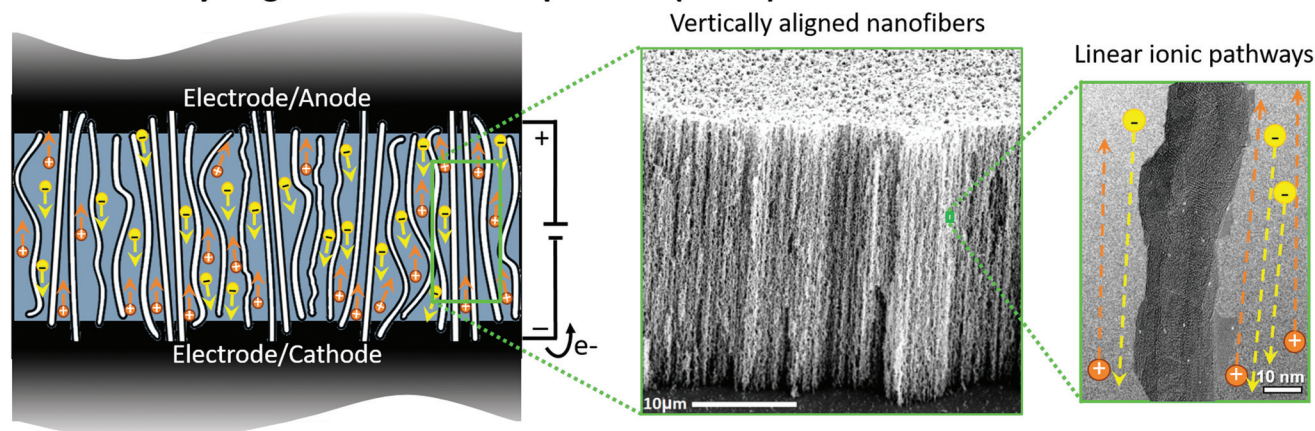 Vertically aligned nanofibers
Linear ionic pathways
Electrode/Anode
+
−
e-
Electrode/Cathode
10µm
10 nm